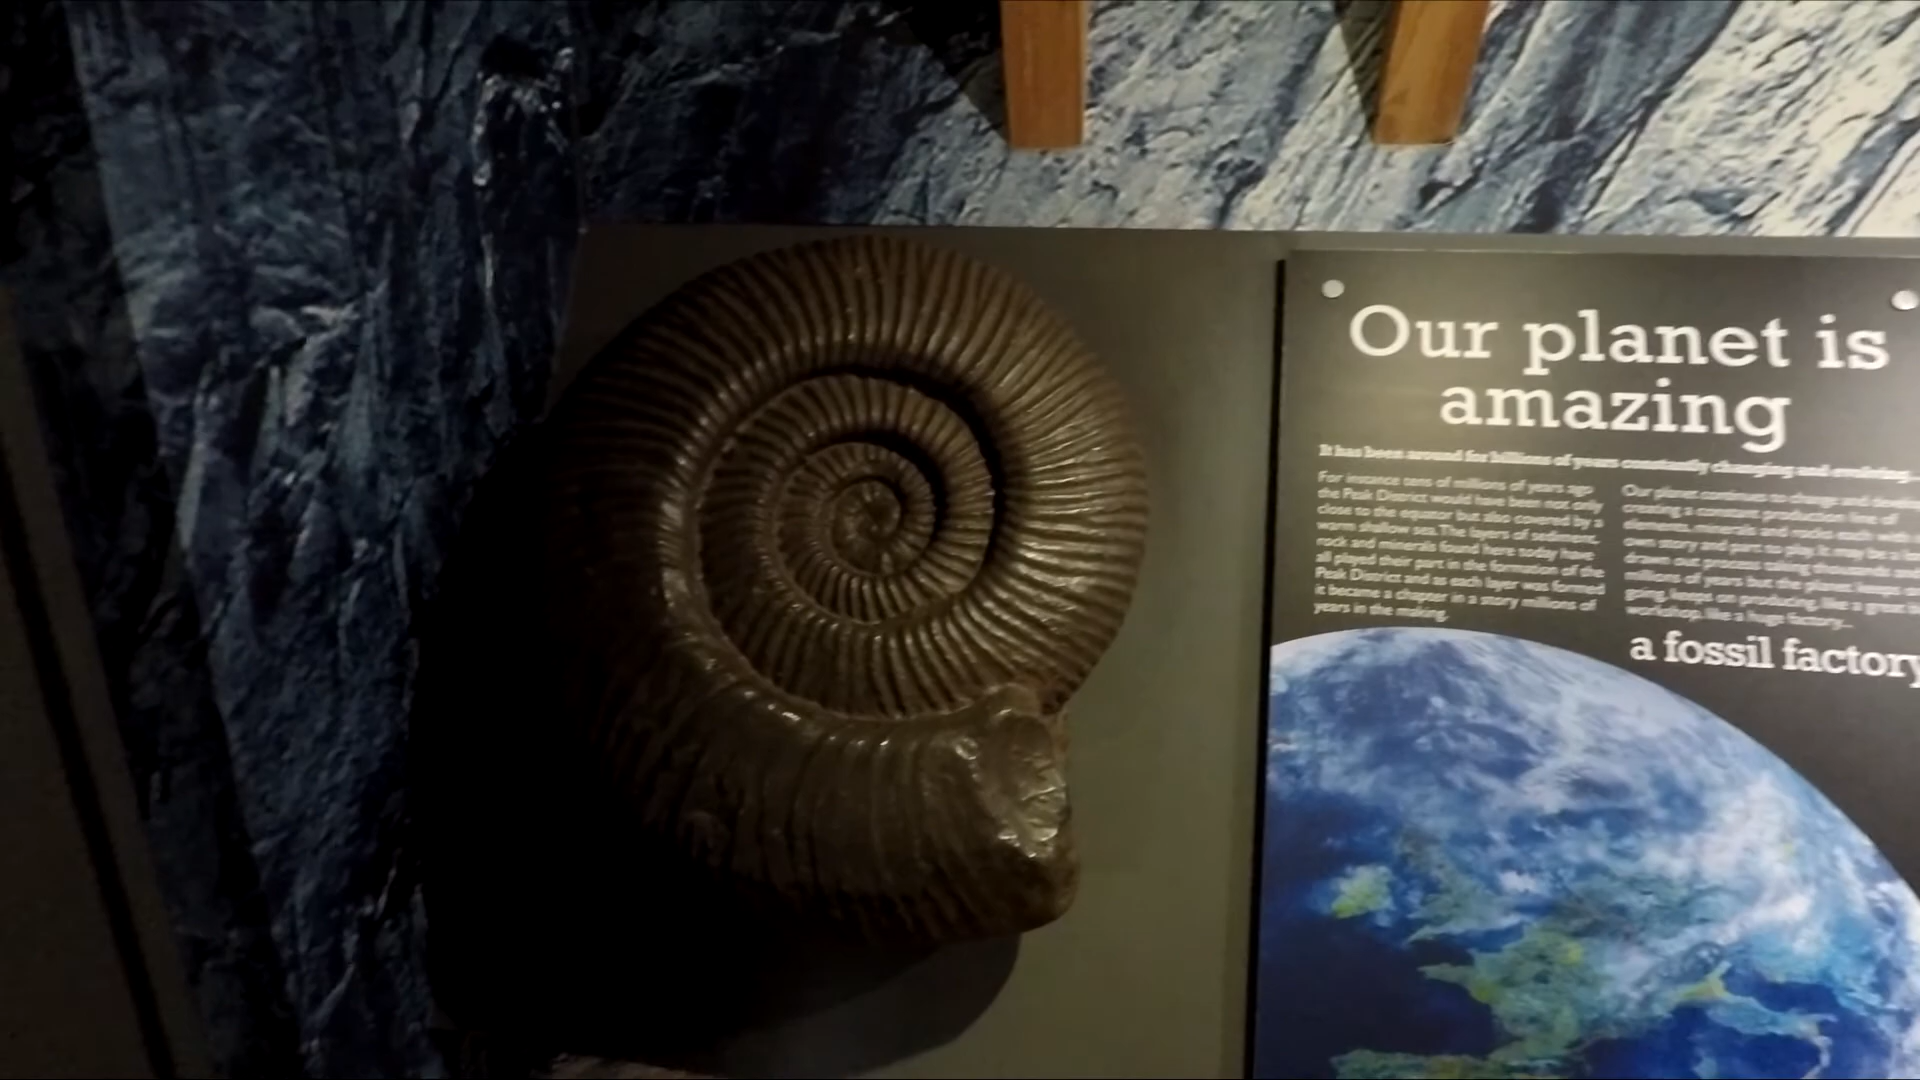 Our planet is
amazing
It has been around for billions of years constantly changing and evolving
For instance tens of millions of years ago
the Peak District would have been not only
close to the equator but also covered by a
warm shallow sea. The layers of sediment,
rock and minerals found here today have
all played their part in the formation of the
Peak District and as each layer was formed
it became a chapter in a story millions of
years in the making.
Our planet continues to change and
creating a constant production line of
elements, minerals and rocks each with
own story and part to play. It may be a
drawn out process taking thousands and
millions of years but the planet keeps on
going, keeps on producing, like a great
workshop, like a huge factory...
a fossil factory